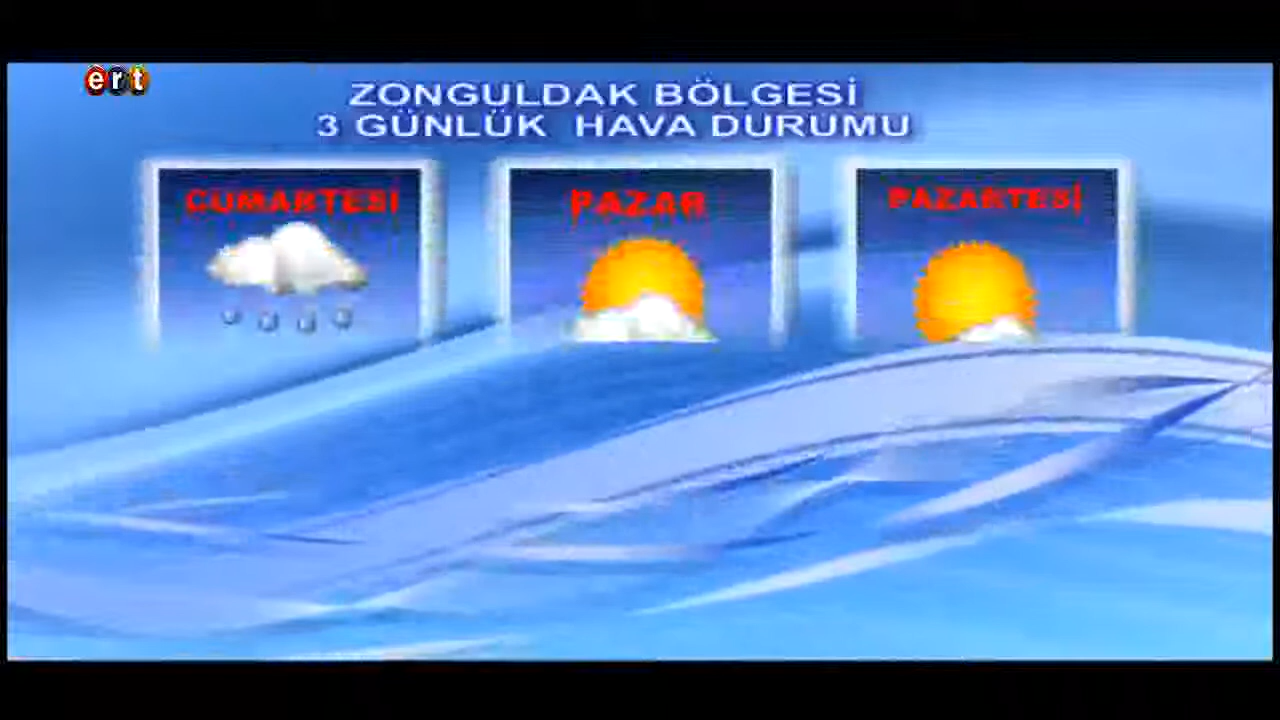 ert
ZONGULDAK BÖLGESİ
3 GÜNLÜK HAVA DURUMU
CUMARTESİ
PAZAR
PAZARTESİ